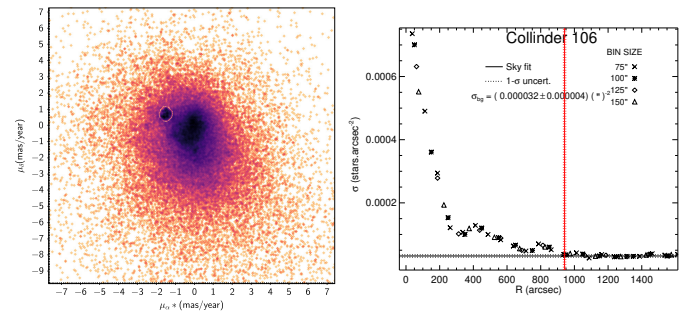 7
6
5
4
3
2
1
0
−1
−2
−3
−4
−5
−6
−7
−8
−9
μδ(mas/year)
−7 −6 −5 −4 −3 −2 −1 0 1 2 3 4 5 6 7
μα * (mas/year)
Collinder 106
BIN SIZE
Sky fit
1-σ uncert.
σbg = ( 0.000032±0.000004) ( " )-2
75"
100"
125"
150"
0.0006
0.0004
0.0002
σ (stars.arcsec-2)
0 200 400 600 800 1000 1200 1400
R (arcsec)